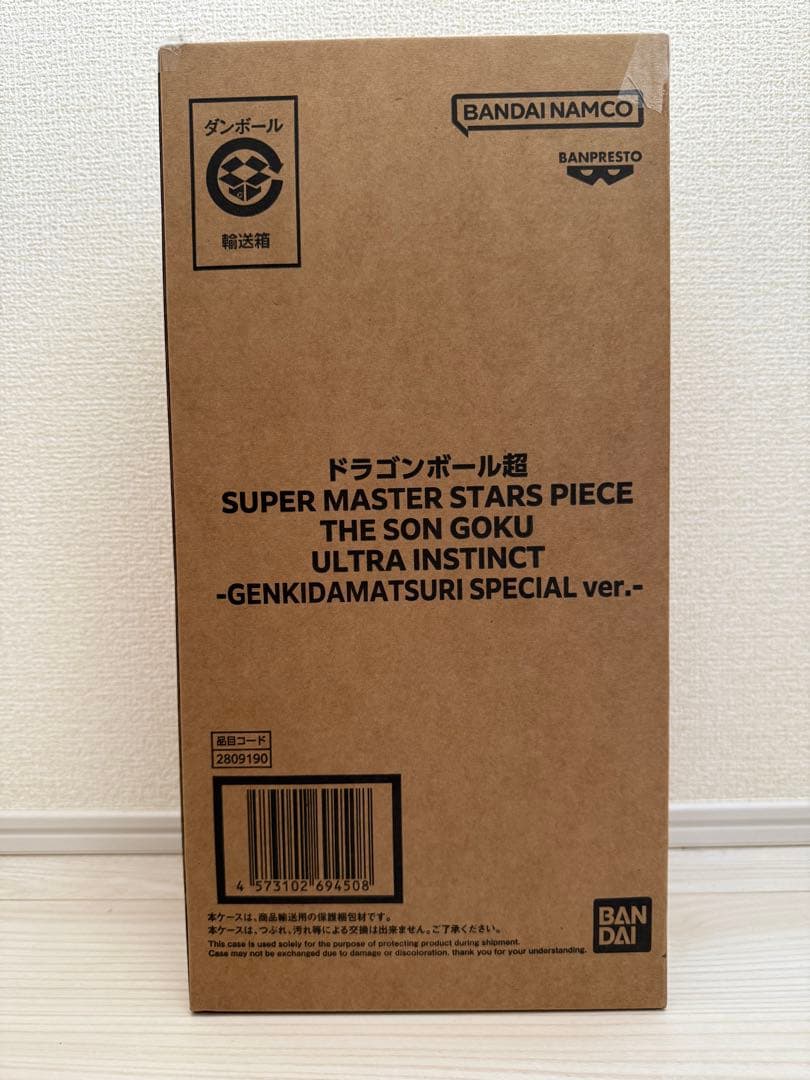 ダンボール
輸送箱
BANDAI NAMCO
BANPRESTO
ドラゴンボール超
SUPER MASTER STARS PIECE
THE SON GOKU
ULTRA INSTINCT
-GENKIDAMATSURI SPECIAL ver.-
品目コード
2809190
4 573102 694508
本ケースは、商品輸送用の保護梱包材です。
本ケースは、つぶれ、汚れ等による交換は出来ません。ご了承ください。
This case is used solely for the purpose of protecting product during shipment.
Case may not be exchanged due to damage or discoloration. thank you for your understanding.
BAN
DAI